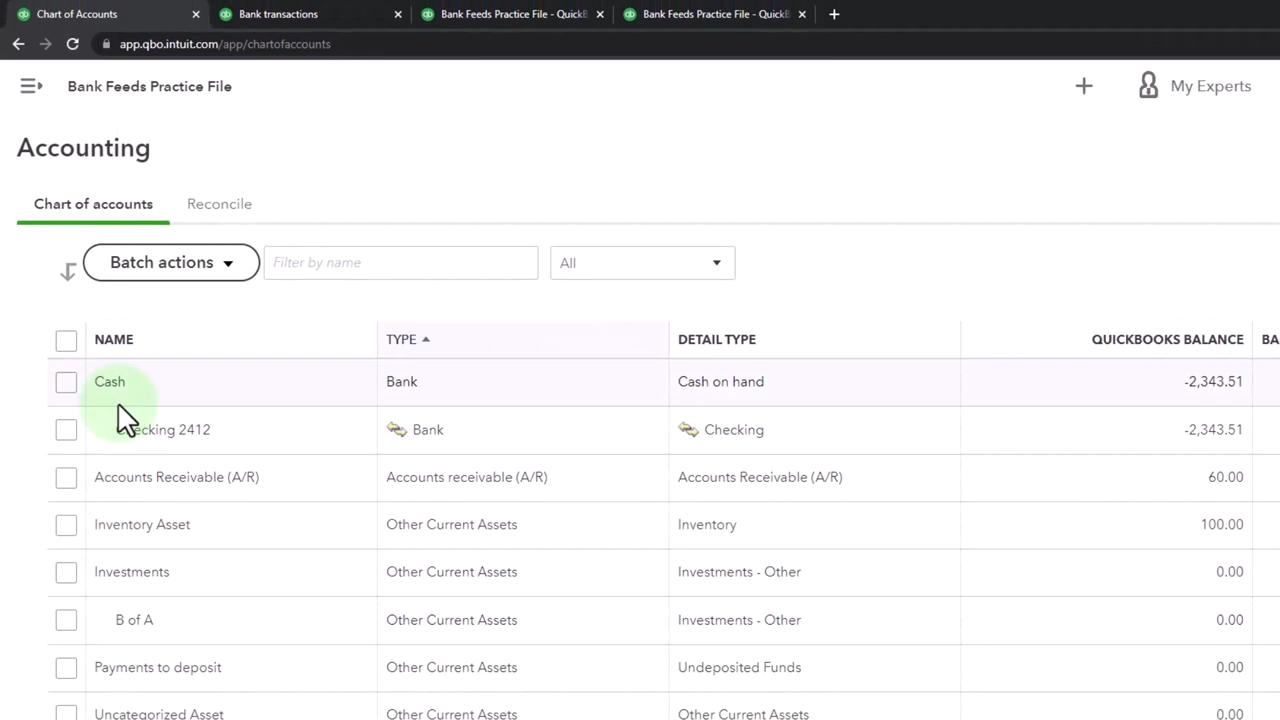 Chart of Accounts
Bank transactions
Bank Feeds Practice File - QuickB
Bank Feeds Practice File - QuickB
app.qbo.intuit.com/app/chartofaccounts
Bank Feeds Practice File
My Experts
Accounting
Chart of accounts
Reconcile
Batch actions
Filter by name
All
NAME TYPE DETAIL TYPE QUICKBOOKS BALANCE BA
Cash Bank Cash on hand -2,343.51
Checking 2412 Bank Checking -2,343.51
Accounts Receivable (A/R) Accounts receivable (A/R) Accounts Receivable (A/R) 60.00
Inventory Asset Other Current Assets Inventory 100.00
Investments Other Current Assets Investments - Other 0.00
B of A Other Current Assets Investments - Other 0.00
Payments to deposit Other Current Assets Undeposited Funds 0.00
Uncategorized Asset Other Current Assets Other Current Assets 0.00